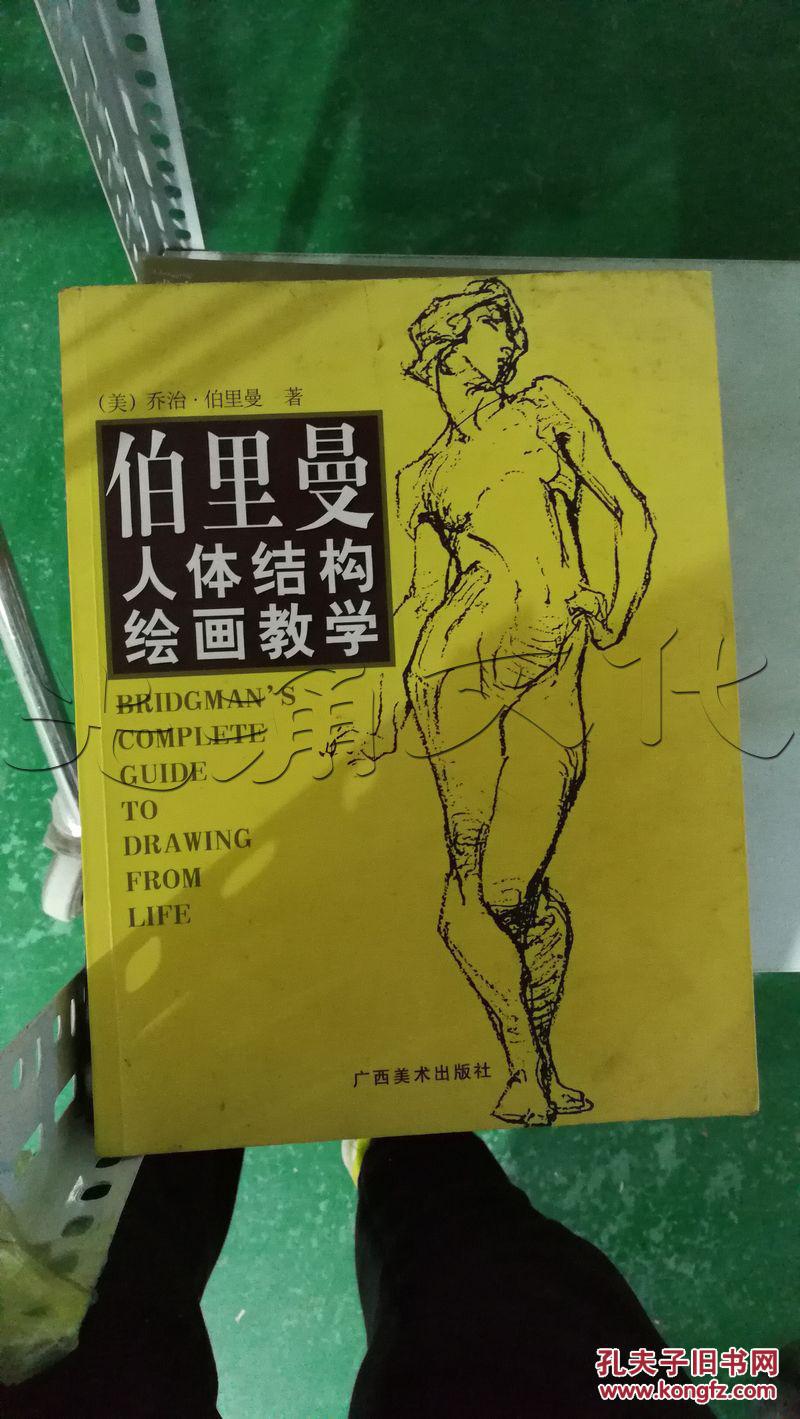 (美) 乔治·伯里曼 著
伯里曼
人体结构
绘画教学
BRIDGMAN'S
COMPLETE
GUIDE
TO
DRAWING
FROM
LIFE
广西美术出版社
孔夫子旧书网
www.kongfz.com